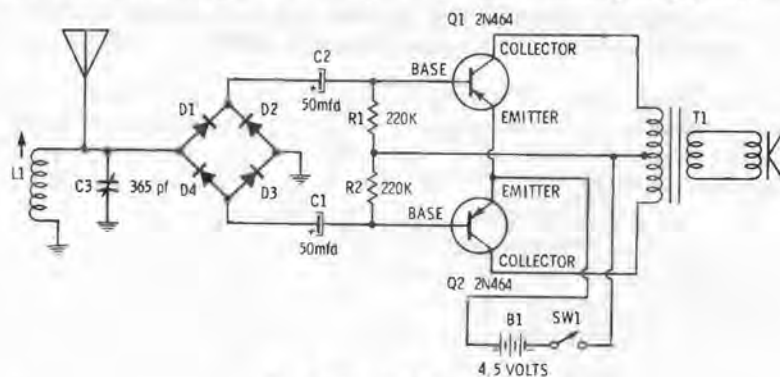 Q1 2N464
COLLECTOR
C2
BASE
50mfd
D1
D2
EMITTER
R1
220K
T1
L1
C3
365 pf
D4
D3
R2
220K
EMITTER
C1
BASE
50mfd
COLLECTOR
Q2 2N464
B1
SW1
4.5 VOLTS